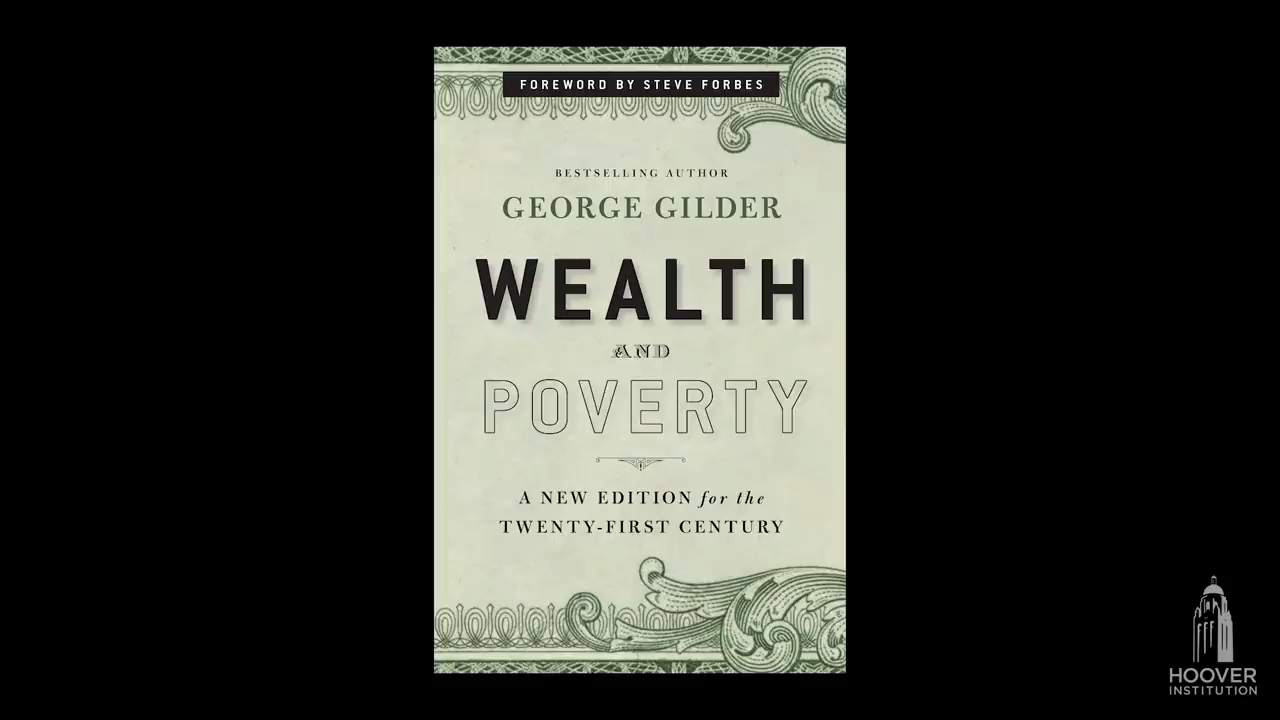 FOREWORD BY STEVE FORBES
BESTSELLING AUTHOR
GEORGE GILDER
WEALTH
AND
POVERTY
A NEW EDITION for the
TWENTY-FIRST CENTURY
HOOVER
INSTITUTION